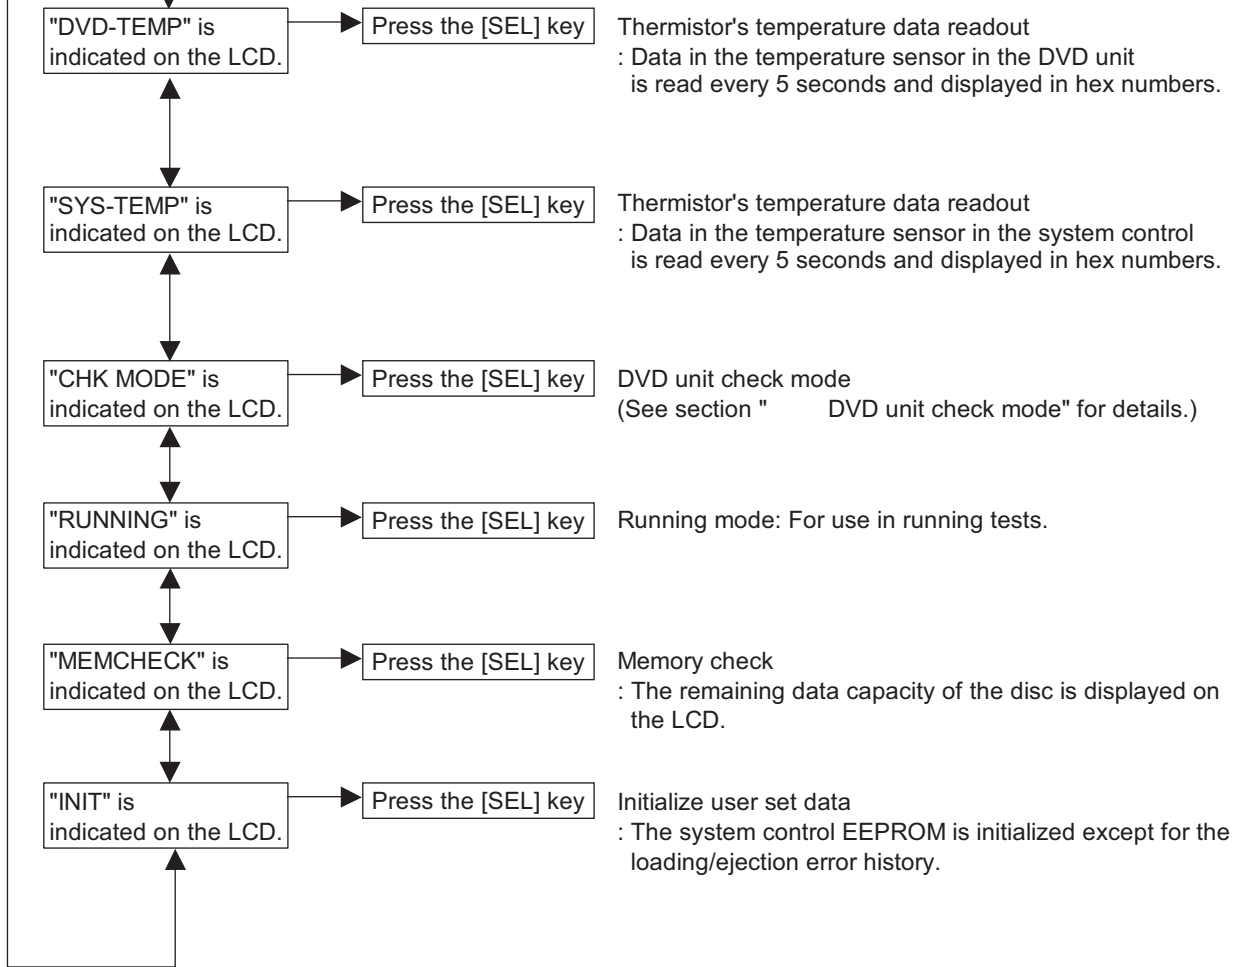 "DVD-TEMP" is
indicated on the LCD.
Press the [SEL] key
Thermistor's temperature data readout
: Data in the temperature sensor in the DVD unit
is read every 5 seconds and displayed in hex numbers.
"SYS-TEMP" is
indicated on the LCD.
Press the [SEL] key
Thermistor's temperature data readout
: Data in the temperature sensor in the system control
is read every 5 seconds and displayed in hex numbers.
"CHK MODE" is
indicated on the LCD.
Press the [SEL] key
DVD unit check mode
(See section " DVD unit check mode" for details.)
"RUNNING" is
indicated on the LCD.
Press the [SEL] key
Running mode: For use in running tests.
"MEMCHECK" is
indicated on the LCD.
Press the [SEL] key
Memory check
: The remaining data capacity of the disc is displayed on
the LCD.
"INIT" is
indicated on the LCD.
Press the [SEL] key
Initialize user set data
: The system control EEPROM is initialized except for the
loading/ejection error history.